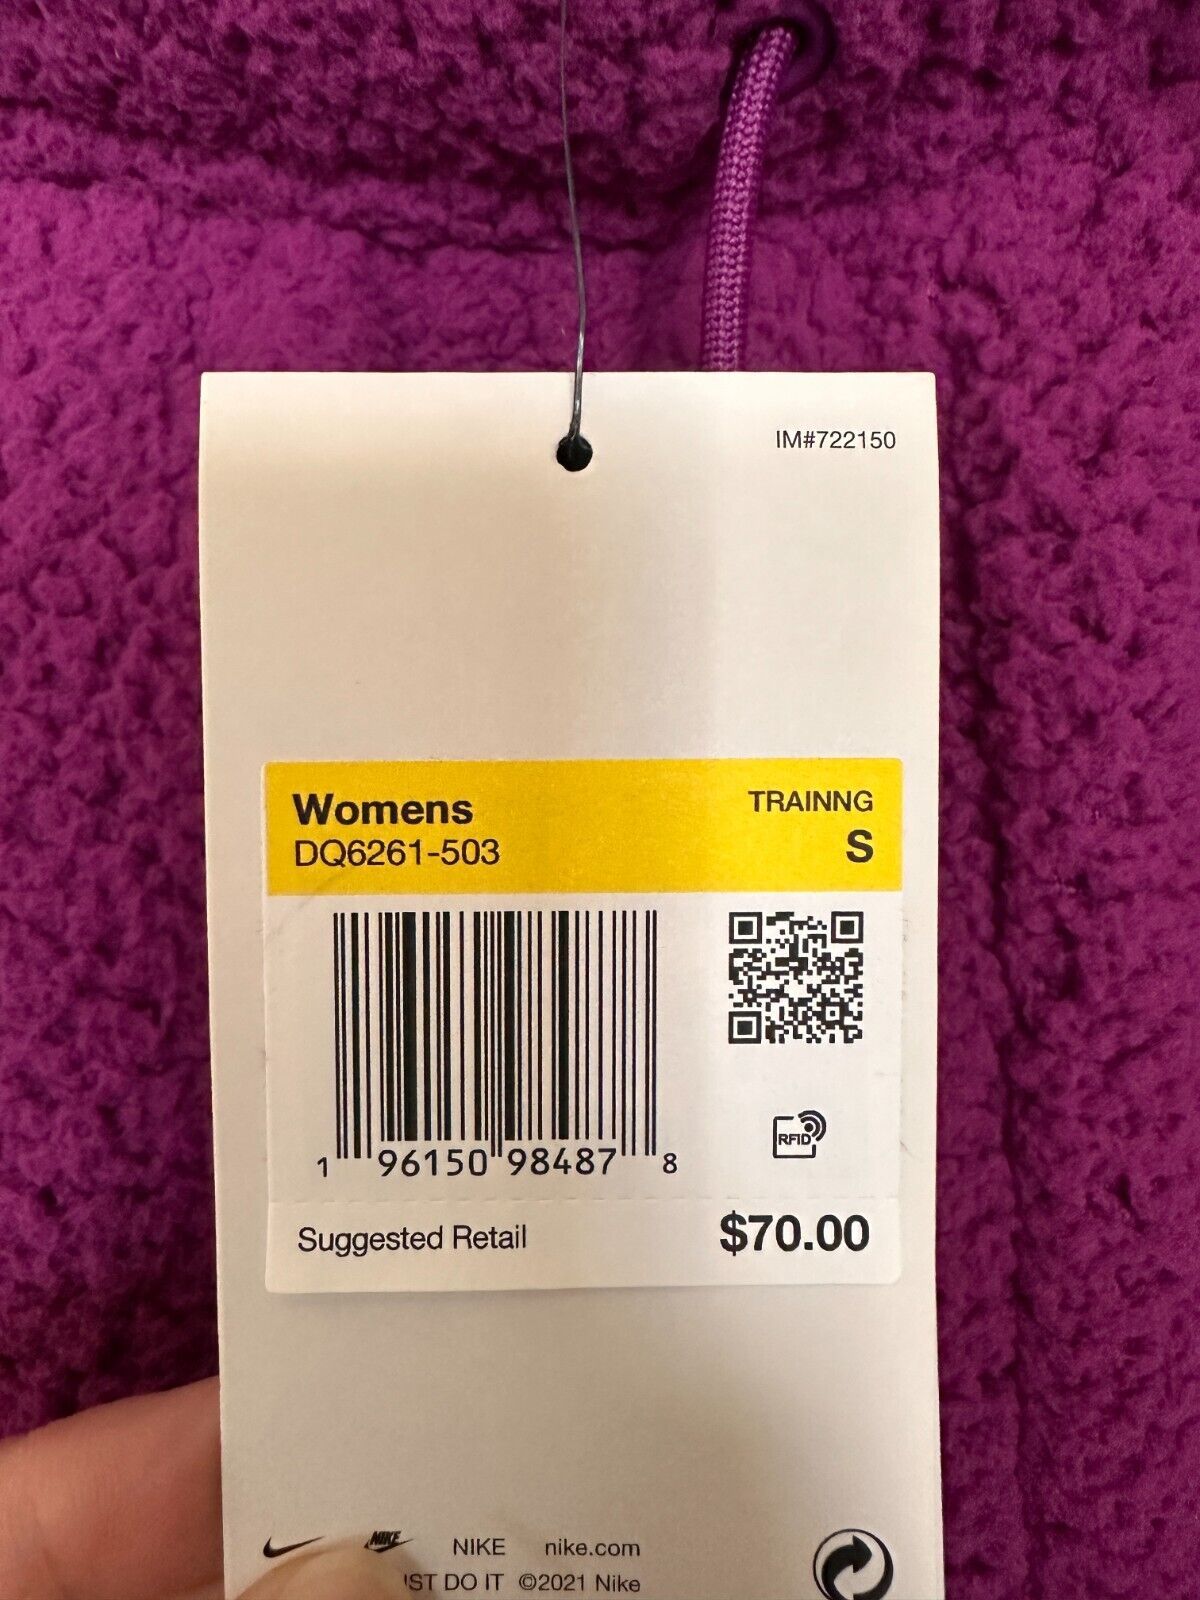 IM#722150
Womens TRAINNG
DQ6261-503 S
RFID
1 96150 98487 8
Suggested Retail $70.00
NIKE NIKE nike.com
ST DO IT ©2021 Nike